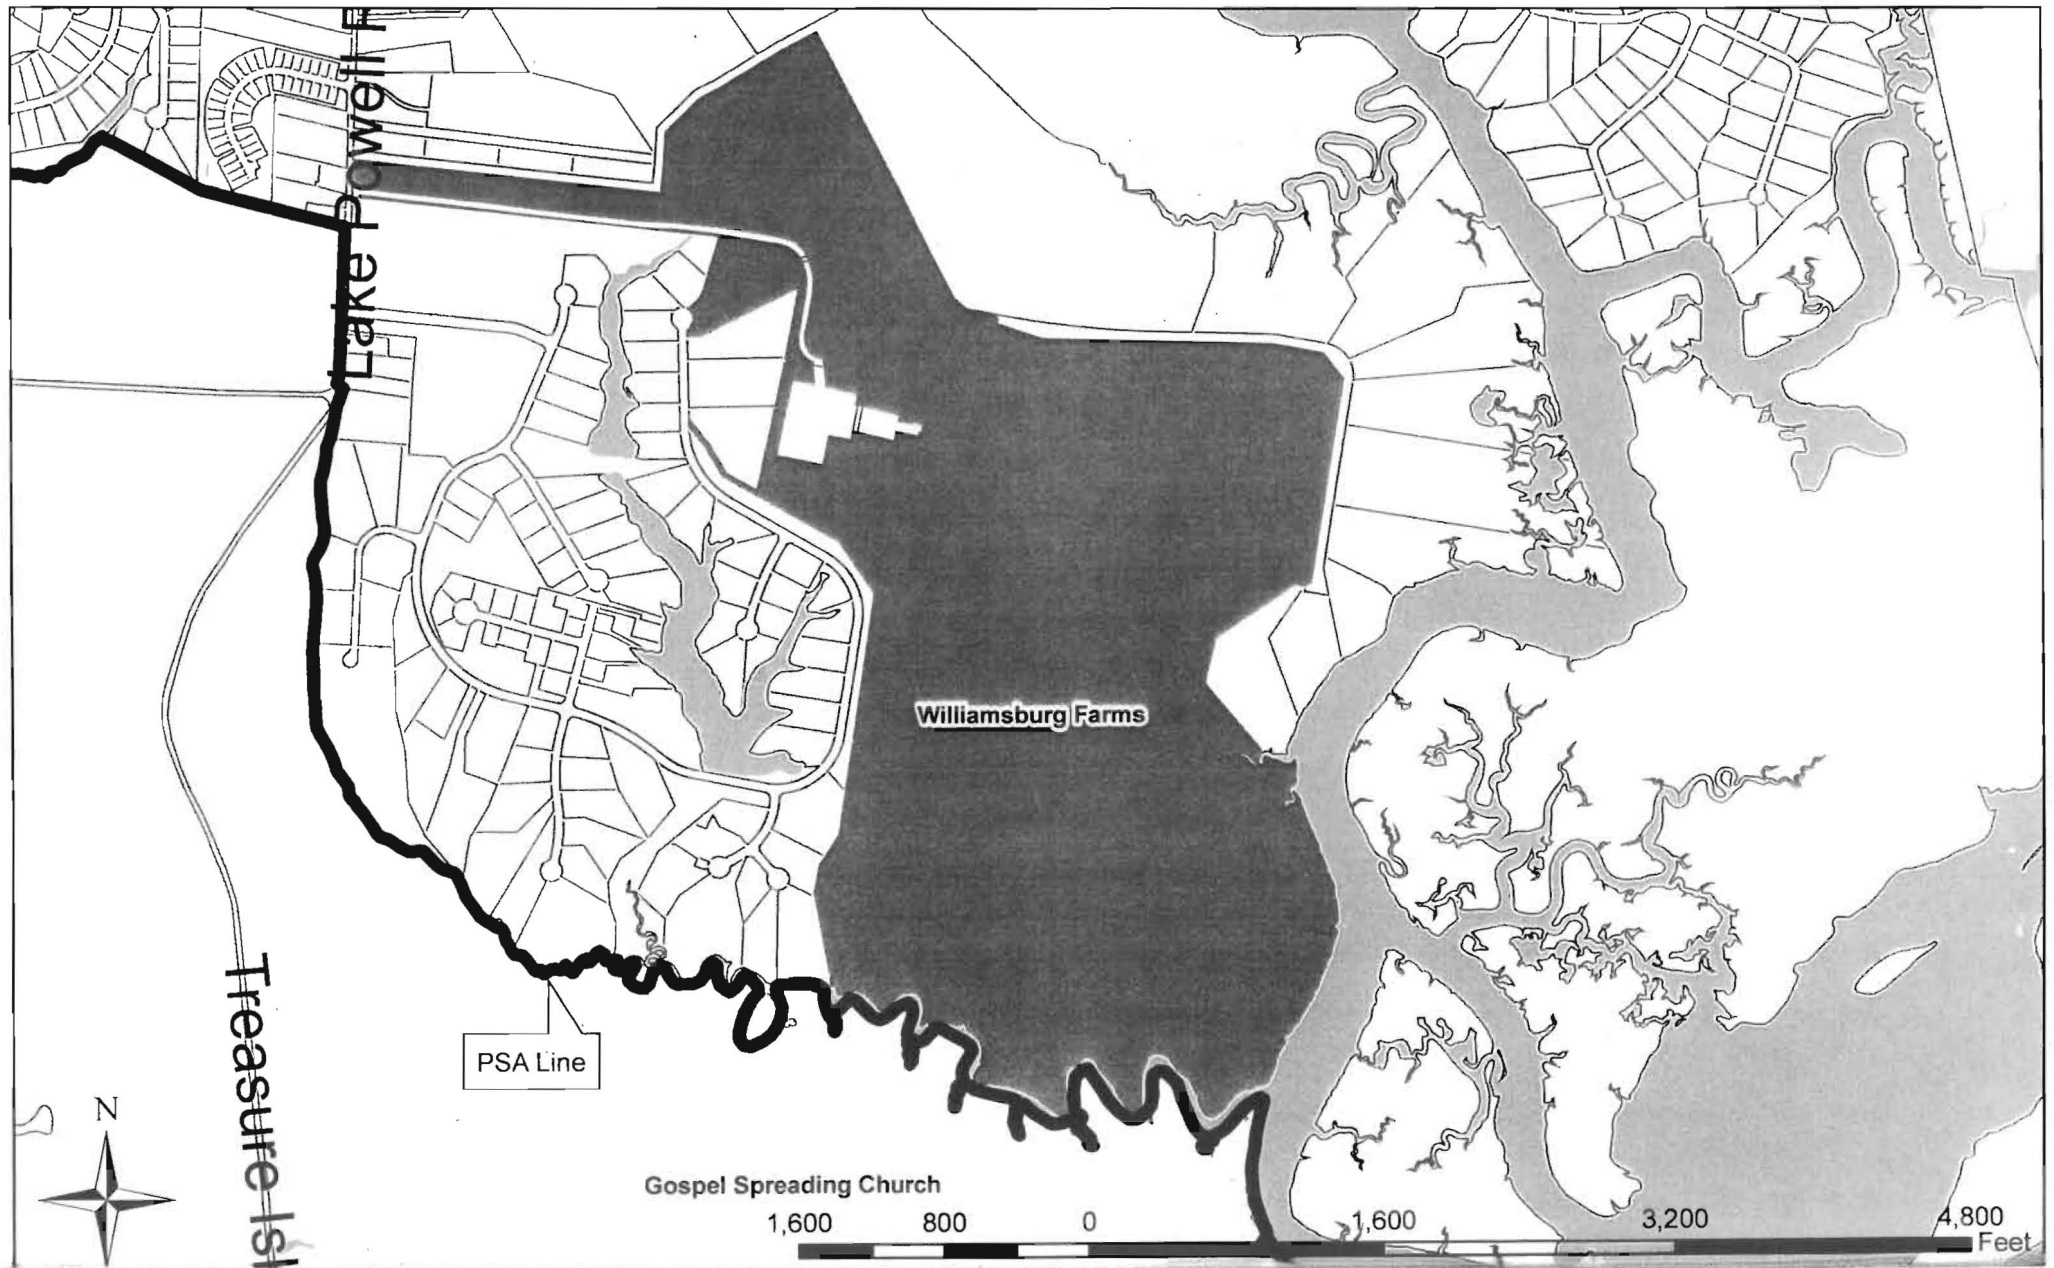 Lake Powell R
Williamsburg Farms
PSA Line
Treasure Isl
N
Gospel Spreading Church
1,600 800 0 1,600 3,200 4,800
Feet